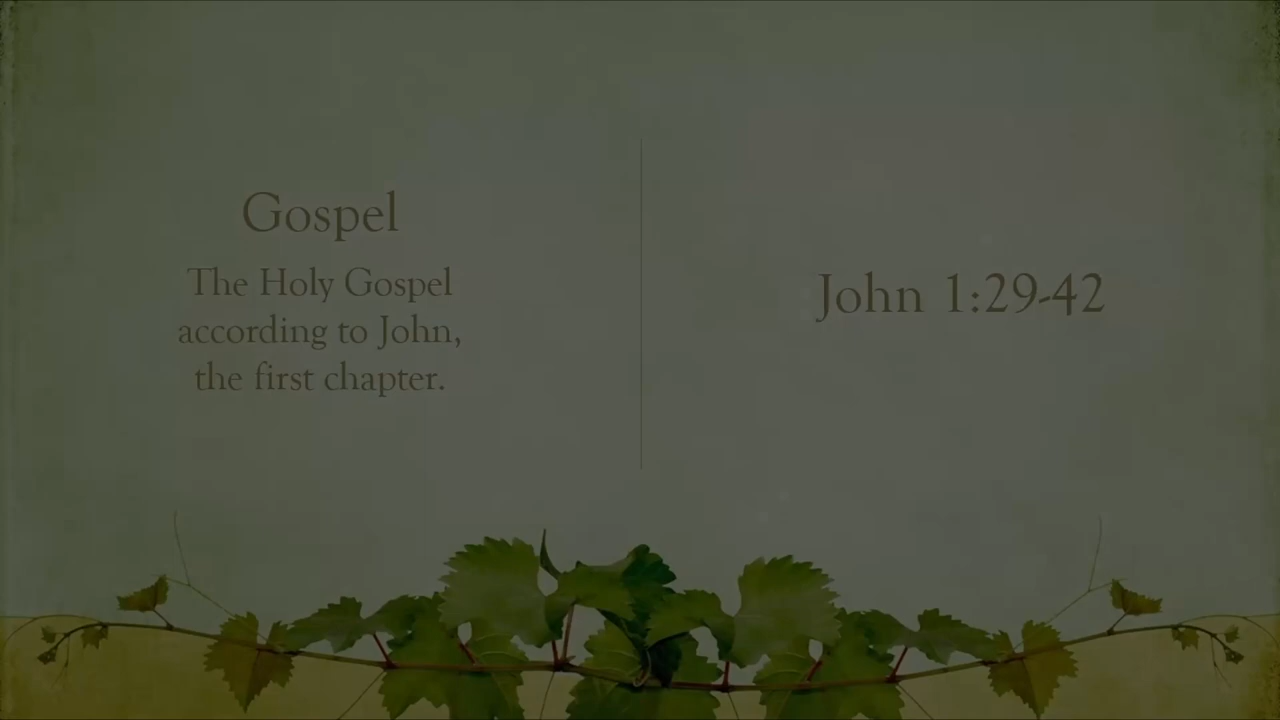 Gospel
The Holy Gospel
according to John,
the first chapter.
John 1:29-42